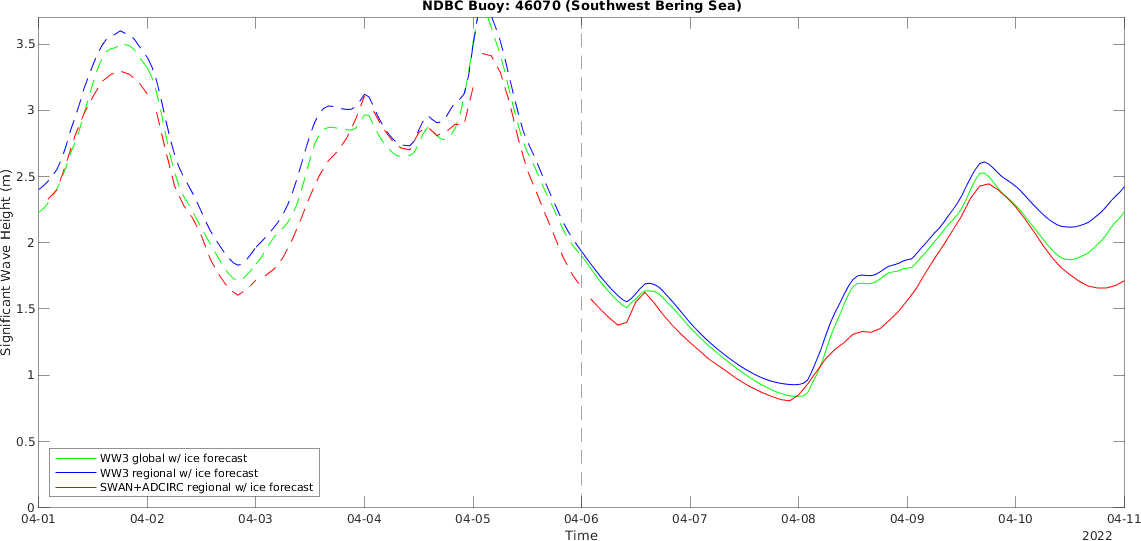 NDBC Buoy: 46070 (Southwest Bering Sea)
Significant Wave Height (m)
3.5
3
2.5
2
1.5
1
0.5
0
WW3 global w/ ice forecast
WW3 regional w/ ice forecast
SWAN+ADCIRC regional w/ ice forecast
04-01 04-02 04-03 04-04 04-05 04-06 04-07 04-08 04-09 04-10 04-11
Time
2022